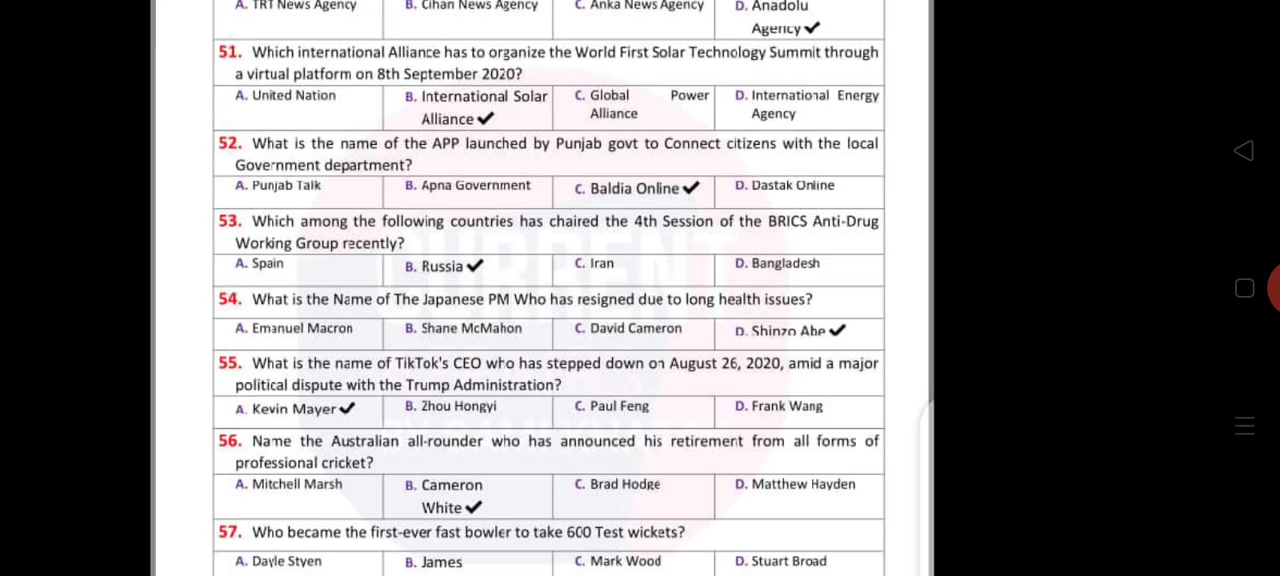 A. TRT News Agency B. Cihan News Agency C. Anka News Agency D. Anadolu
Agency ✔
51. Which international Alliance has to organize the World First Solar Technology Summit through
a virtual platform on 8th September 2020?
A. United Nation B. International Solar C. Global Power D. International Energy
Alliance ✔ Alliance Agency
52. What is the name of the APP launched by Punjab govt to Connect citizens with the local
Government department?
A. Punjab Talk B. Apna Government C. Baldia Online ✔ D. Dastak Online
53. Which among the following countries has chaired the 4th Session of the BRICS Anti-Drug
Working Group recently?
A. Spain B. Russia ✔ C. Iran D. Bangladesh
54. What is the Name of The Japanese PM Who has resigned due to long health issues?
A. Emanuel Macron B. Shane McMahon C. David Cameron D. Shinzo Abe ✔
55. What is the name of TikTok's CEO who has stepped down on August 26, 2020, amid a major
political dispute with the Trump Administration?
A. Kevin Mayer ✔ B. Zhou Hongyi C. Paul Feng D. Frank Wang
56. Name the Australian all-rounder who has announced his retirement from all forms of
professional cricket?
A. Mitchell Marsh B. Cameron C. Brad Hodge D. Matthew Hayden
White ✔
57. Who became the first-ever fast bowler to take 600 Test wickets?
A. Dayle Styen B. James C. Mark Wood D. Stuart Broad
CURRENT